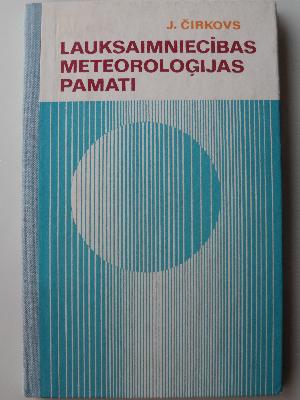 J. ČIRKOVS
LAUKSAIMNIECĪBAS
METEOROLOĢIJAS
PAMATI